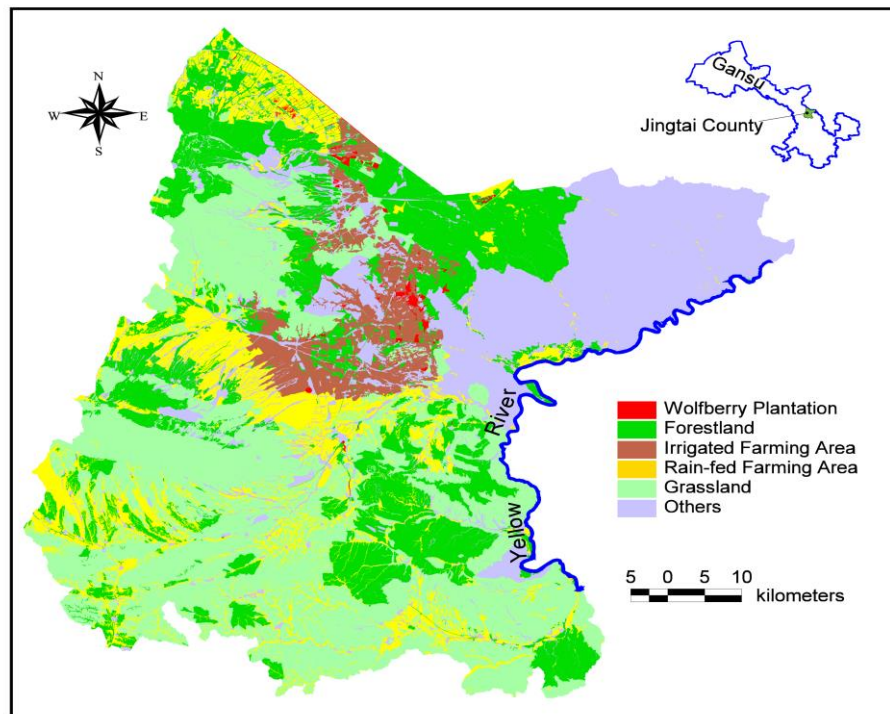 N
W E
S
Gansu
Jingtai County
River
Yellow
Wolfberry Plantation
Forestland
Irrigated Farming Area
Rain-fed Farming Area
Grassland
Others
5 0 5 10
kilometers